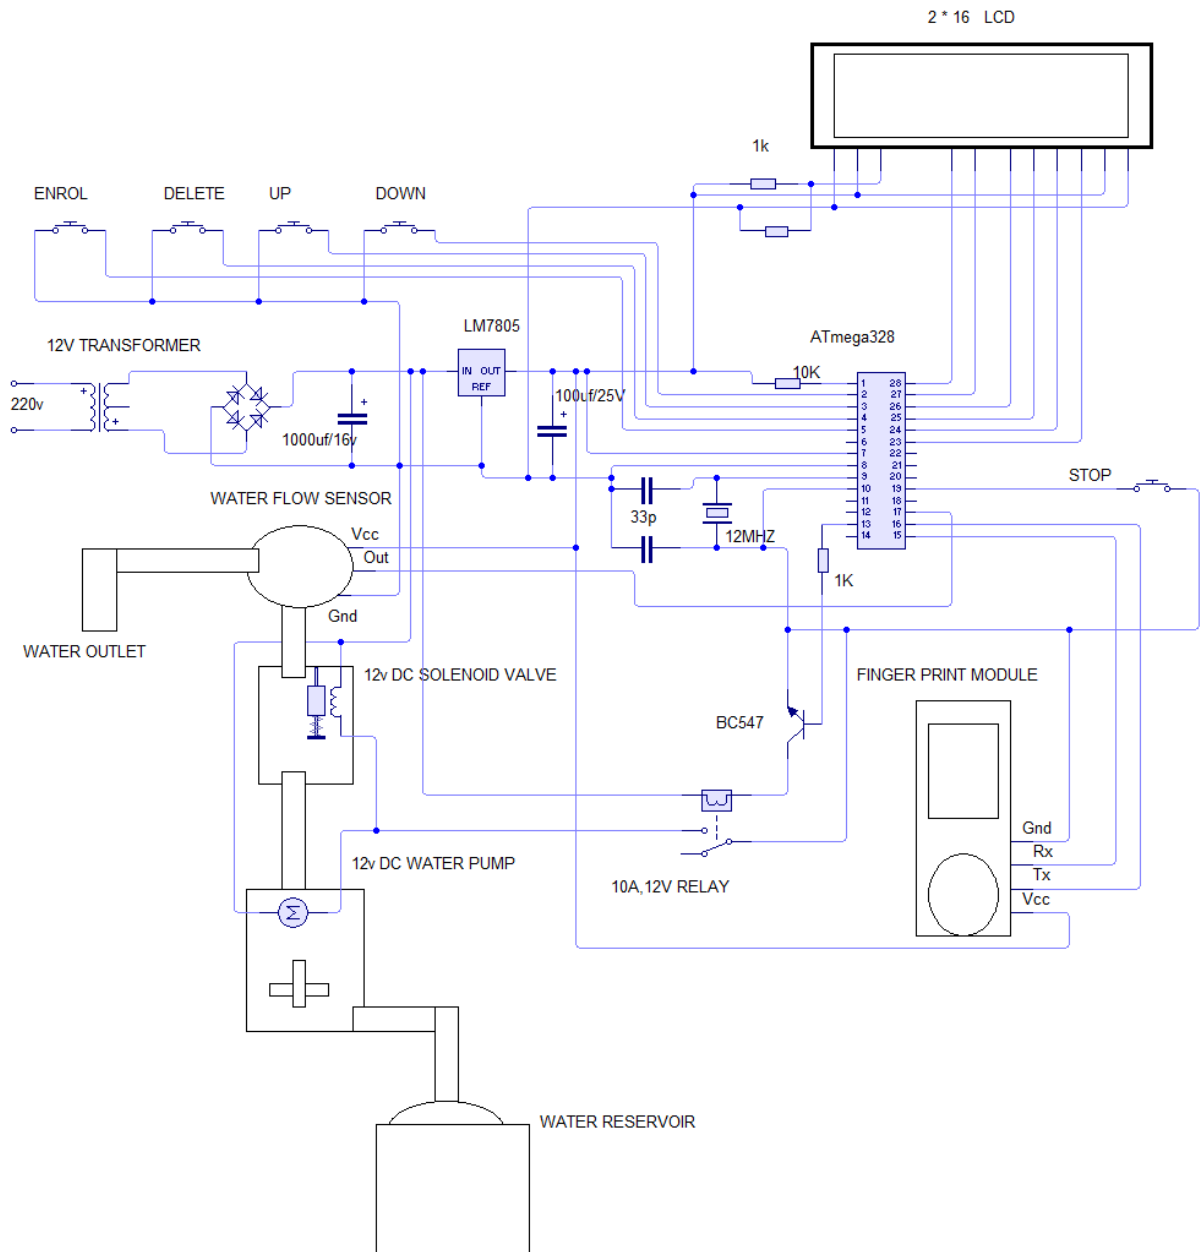 2 * 16 LCD
1k
ENROL DELETE UP DOWN
LM7805
ATmega328
12V TRANSFORMER
IN OUT
REF
10K
220v
100uf/25V
1000uf/16v
1 28
2 27
3 26
4 25
5 24
6 23
7 22
8 21
9 20
10 19
11 18
12 17
13 16
14 15
STOP
WATER FLOW SENSOR
33p
12MHZ
Vcc
Out
Gnd
1K
WATER OUTLET
12v DC SOLENOID VALVE
FINGER PRINT MODULE
BC547
Gnd
Rx
Tx
Vcc
12v DC WATER PUMP
10A,12V RELAY
WATER RESERVOIR